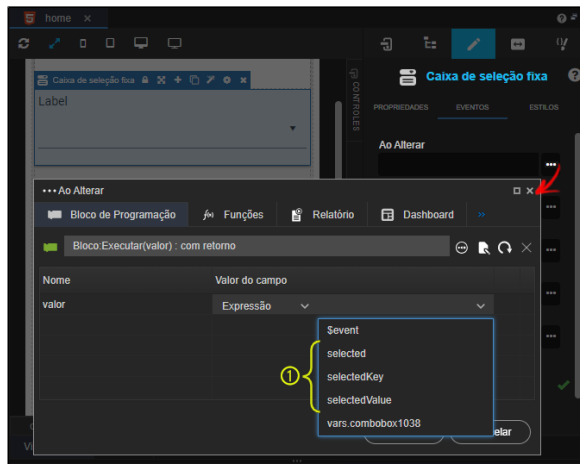 home ×
Caixa de seleção fixa
Label
CONTROLES
Caixa de seleção fixa
PROPRIEDADES EVENTOS ESTILOS
Ao Alterar
••• Ao Alterar
Bloco de Programação
f(x) Funções
Relatório
Dashboard
»
Bloco:Executar(valor) : com retorno
Nome Valor do campo
valor Expressão
$event
selected
1
selectedKey
selectedValue
vars.combobox1038
elar